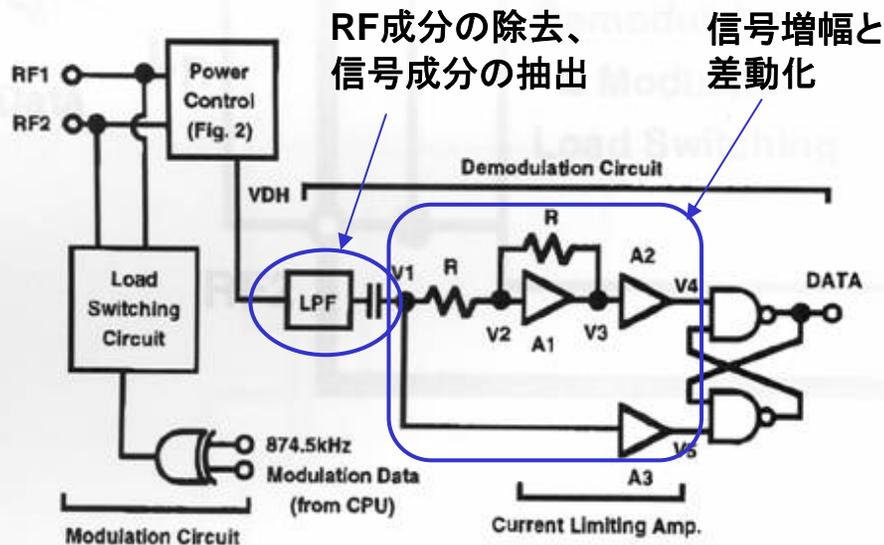 RF成分の除去、
信号成分の抽出
信号増幅と
差動化
RF1
RF2
Power
Control
(Fig. 2)
VDH
Demodulation Circuit
Load
Switching
Circuit
LPF
V1
R
R
V2
A1
V3
A2
V4
DATA
V5
A3
874.5kHz
Modulation Data
(from CPU)
Modulation Circuit
Current Limiting Amp.
Load Switching